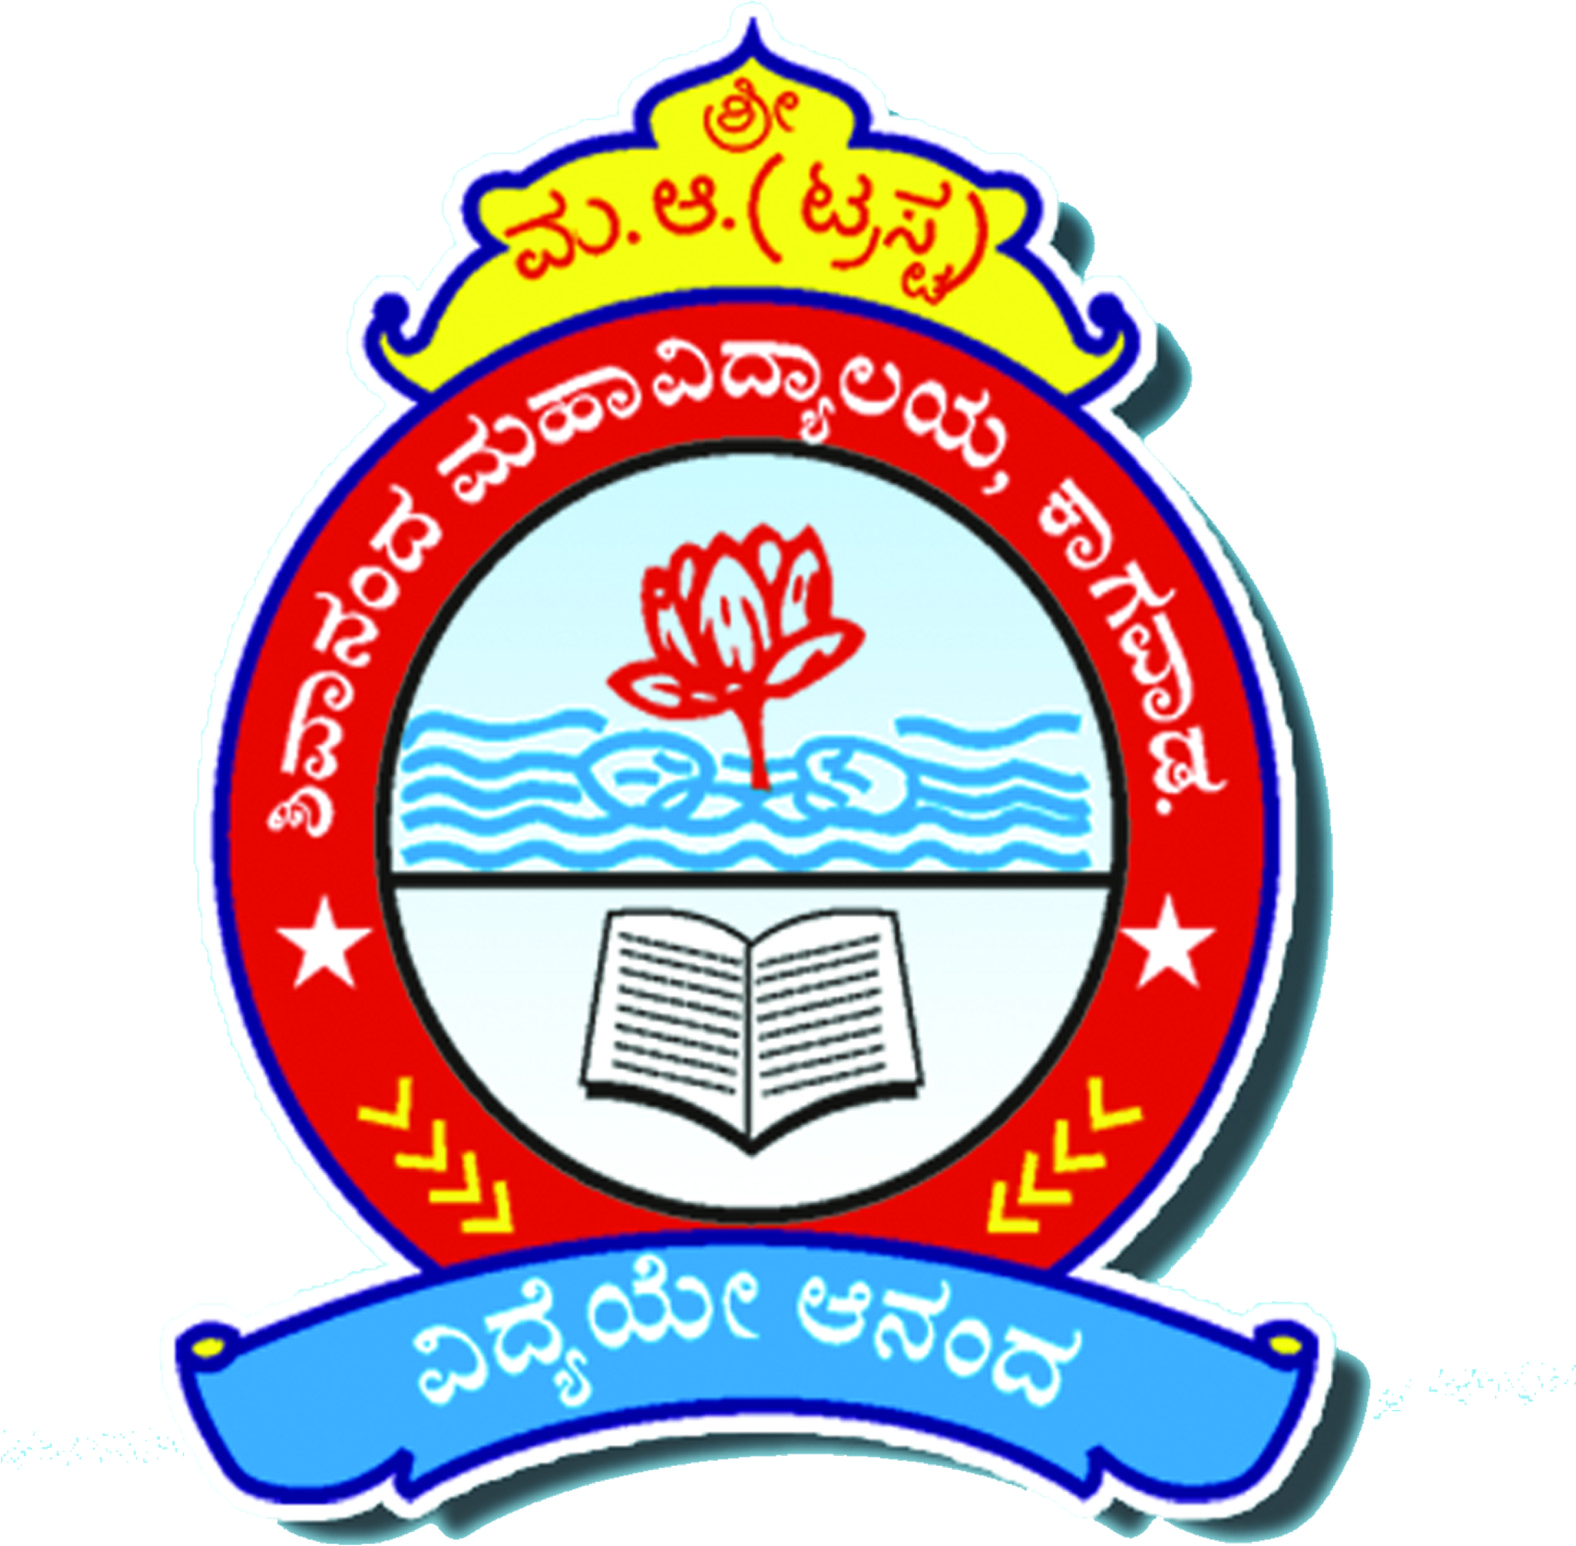 ಶ್ರೀ
ಮ. ಆ. (ಟ್ರಸ್ಟ)
ಶಿವಾನಂದ ಮಹಾವಿದ್ಯಾಲಯ, ಕಾಗವಾಡ.
ವಿದ್ಯೆಯೇ ಆನಂದ